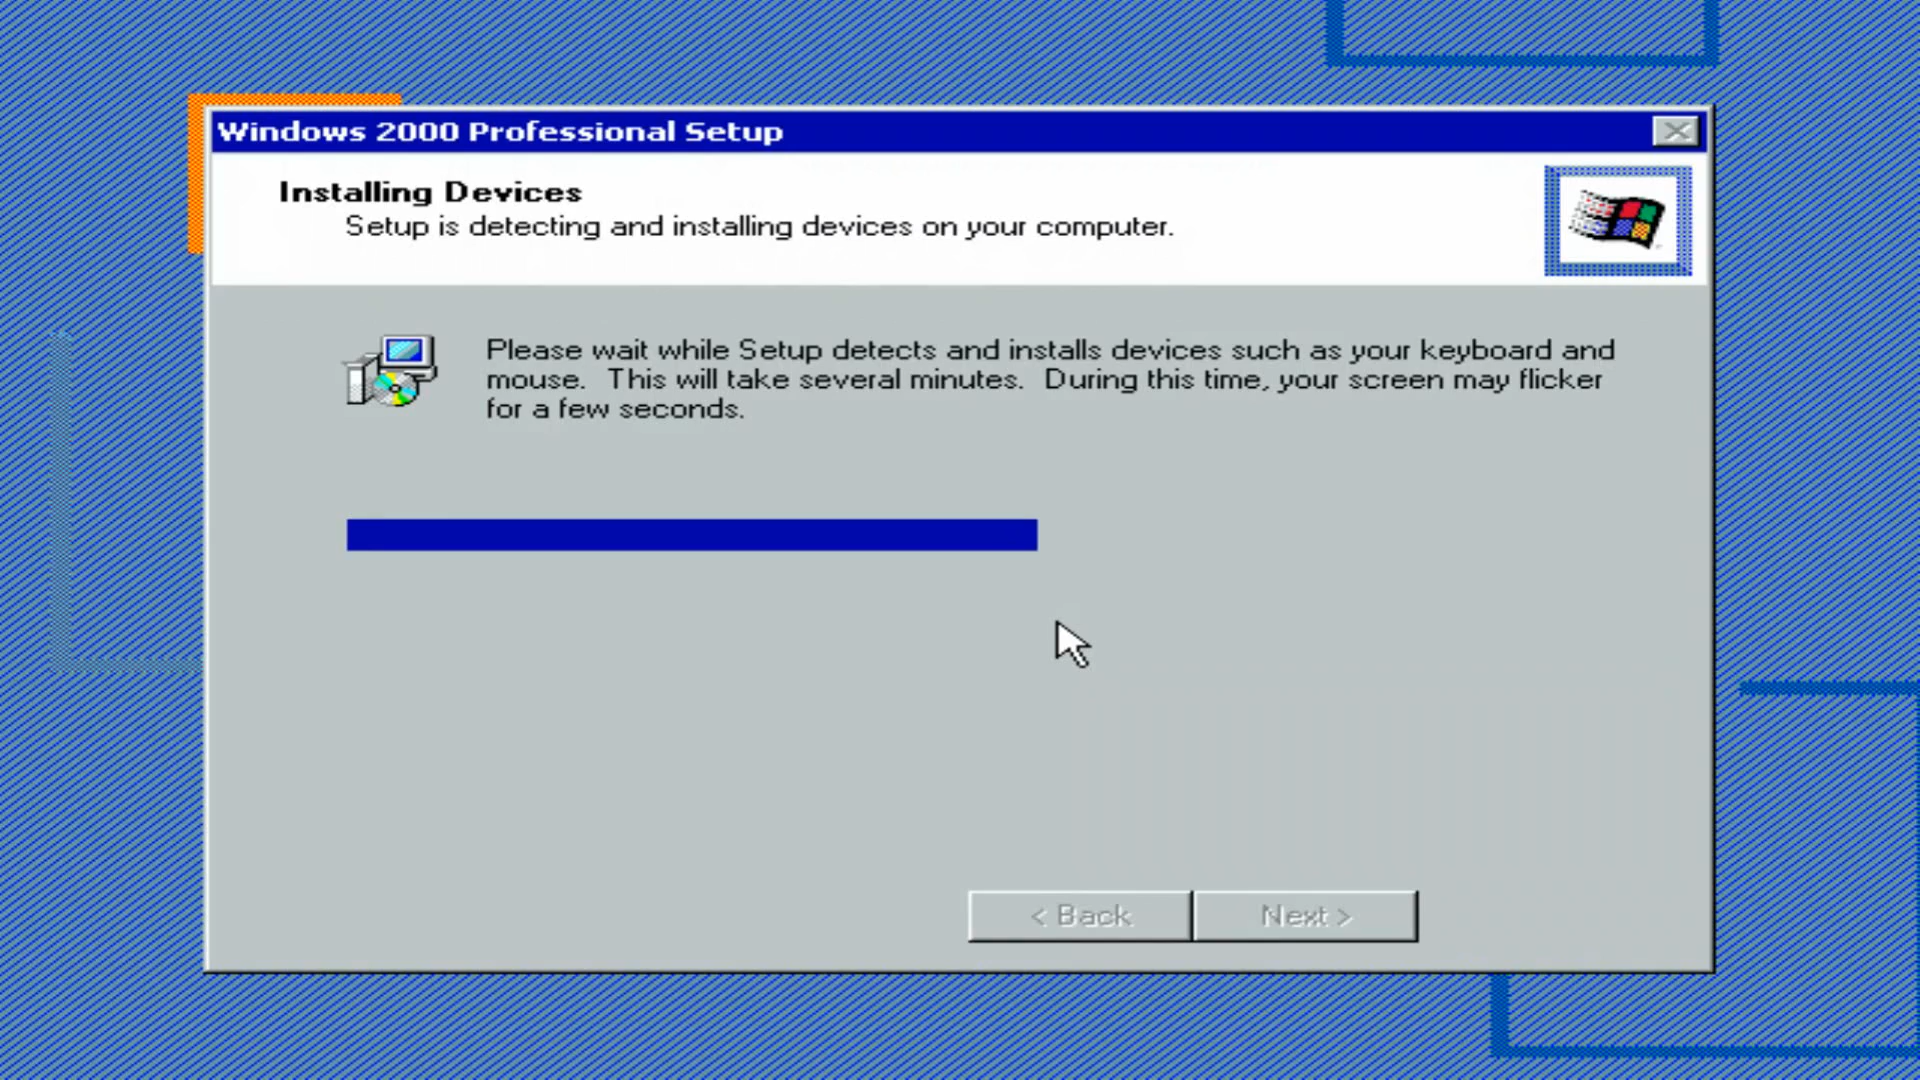 Windows 2000 Professional Setup
Installing Devices
Setup is detecting and installing devices on your computer.
Please wait while Setup detects and installs devices such as your keyboard and
mouse.  This will take several minutes.  During this time, your screen may flicker
for a few seconds.
< Back
Next >